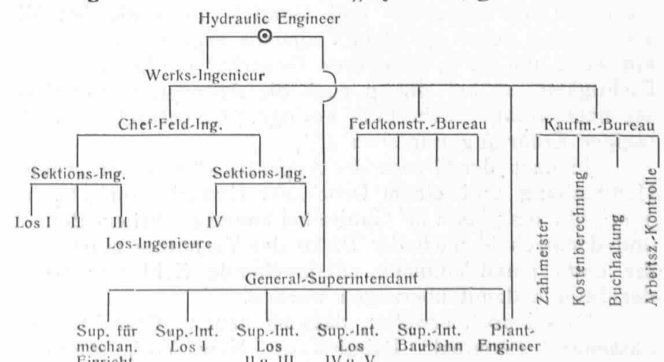 Hydraulic Engineer
Werks-Ingenieur
Chef-Feld-Ing. Feldkonstr.-Bureau Kaufm.-Bureau
Sektions-Ing. Sektions-Ing.
Los I II III IV V
Los-Ingenieure
Zahlmeister
Kostenberechnung
Buchhaltung
Arbeitsz.-Kontrolle
General-Superintendant
Sup. für Sup.-Int. Sup.-Int. Sup.-Int. Sup.-Int. Plant-
mechan. Los I Los Los Baubahn Engineer
Einricht. II u. III IV u. V